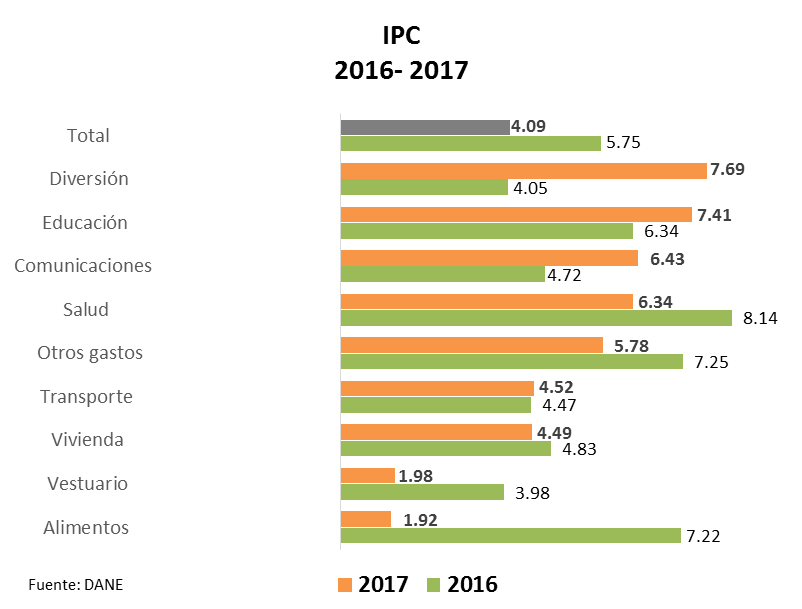 IPC
2016- 2017
Total
4.09
5.75
Diversión
7.69
4.05
Educación
7.41
6.34
Comunicaciones
6.43
4.72
Salud
6.34
8.14
Otros gastos
5.78
7.25
Transporte
4.52
4.47
Vivienda
4.49
4.83
Vestuario
1.98
3.98
Alimentos
1.92
7.22
Fuente: DANE
2017 2016